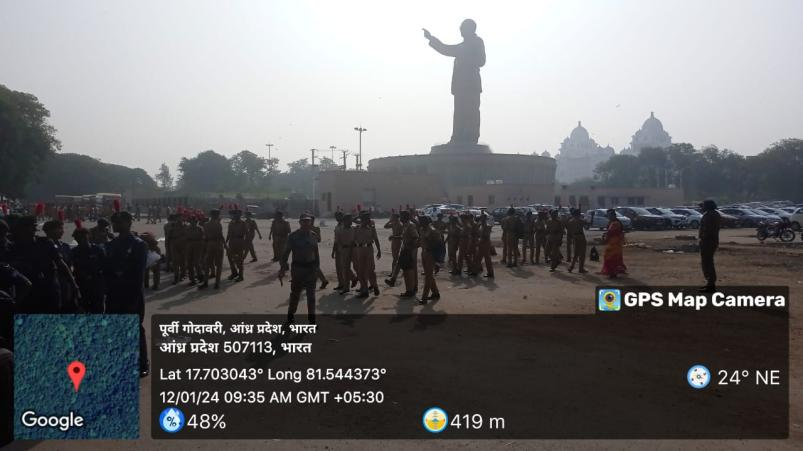 GPS Map Camera
पूर्वी गोदावरी, आंध्र प्रदेश, भारत
आंध्र प्रदेश 507113, भारत
Lat 17.703043° Long 81.544373°
12/01/24 09:35 AM GMT +05:30
48%
419 m
24° NE
Google